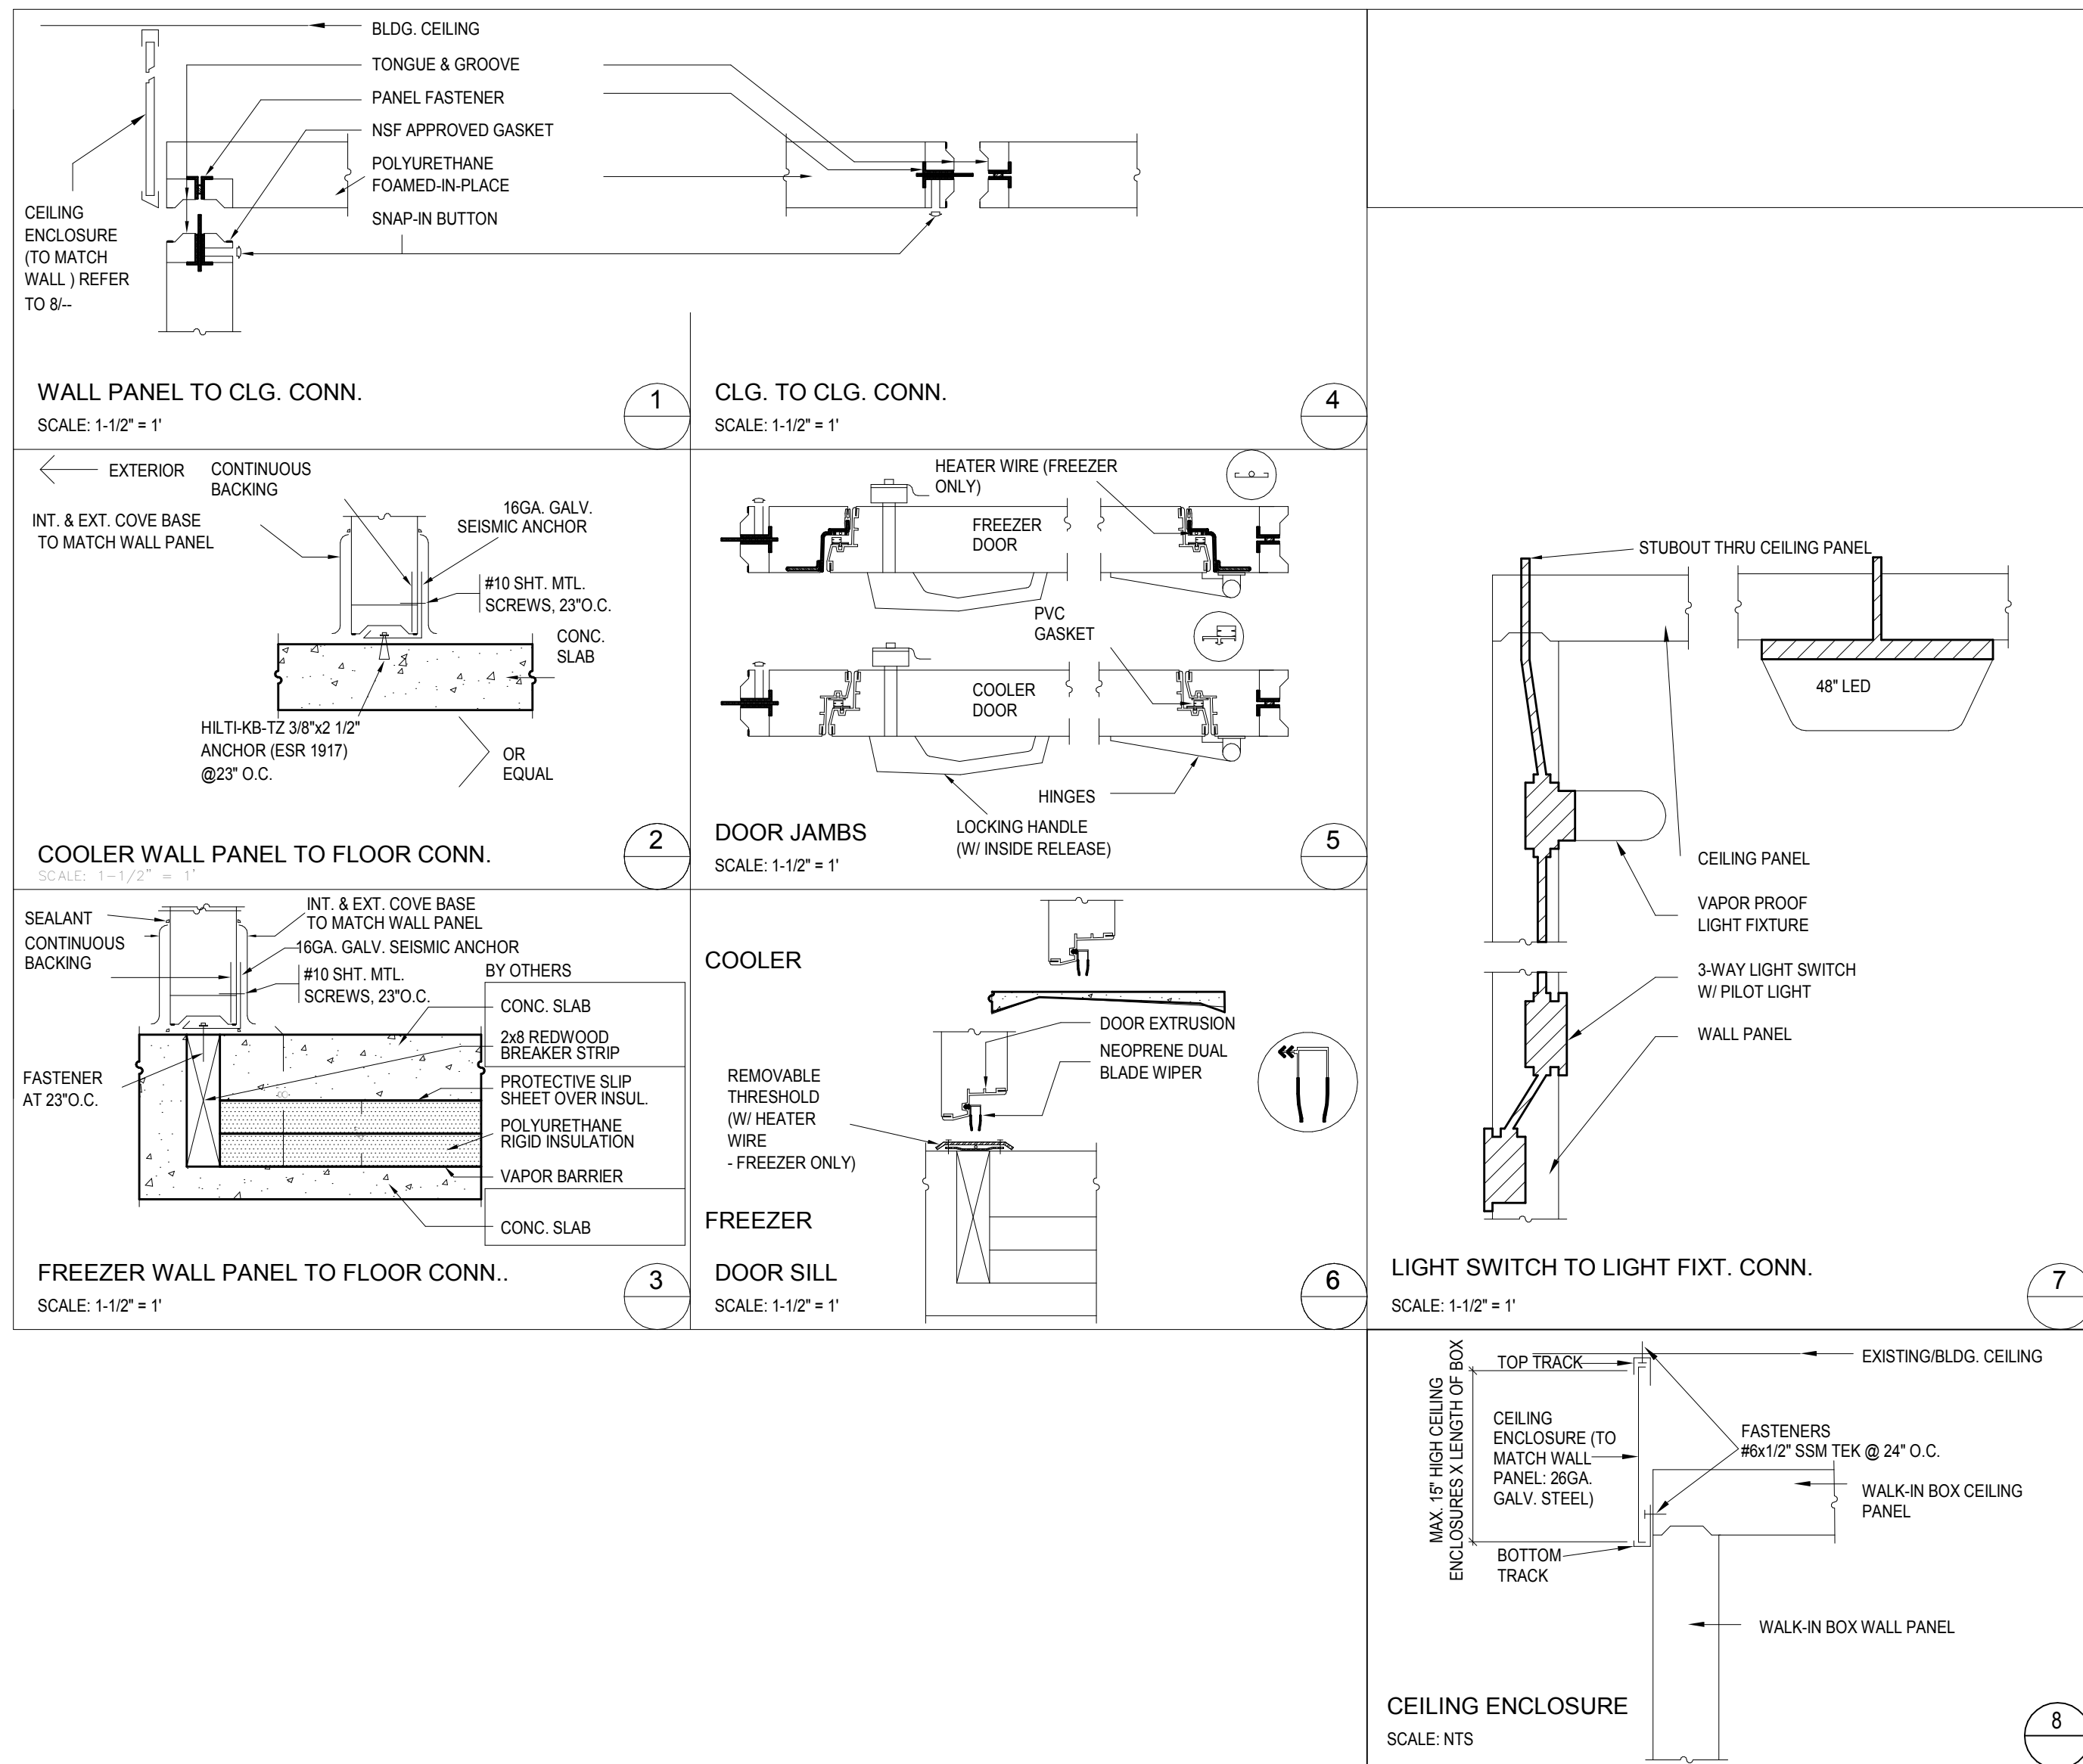 BLDG. CEILING
TONGUE & GROOVE
PANEL FASTENER
NSF APPROVED GASKET
POLYURETHANE
FOAMED-IN-PLACE
SNAP-IN BUTTON
CEILING
ENCLOSURE
(TO MATCH
WALL ) REFER
TO 8/--
WALL PANEL TO CLG. CONN.
SCALE: 1-1/2" = 1'
1
CLG. TO CLG. CONN.
SCALE: 1-1/2" = 1'
4
EXTERIOR
CONTINUOUS
BACKING
INT. & EXT. COVE BASE
TO MATCH WALL PANEL
16GA. GALV.
SEISMIC ANCHOR
#10 SHT. MTL.
SCREWS, 23"O.C.
CONC.
SLAB
HILTI-KB-TZ 3/8"x2 1/2"
ANCHOR (ESR 1917)
@23" O.C.
OR
EQUAL
COOLER WALL PANEL TO FLOOR CONN.
SCALE: 1-1/2" = 1'
2
HEATER WIRE (FREEZER
ONLY)
FREEZER
DOOR
PVC
GASKET
COOLER
DOOR
HINGES
LOCKING HANDLE
(W/ INSIDE RELEASE)
DOOR JAMBS
SCALE: 1-1/2" = 1'
5
SEALANT
CONTINUOUS
BACKING
INT. & EXT. COVE BASE
TO MATCH WALL PANEL
16GA. GALV. SEISMIC ANCHOR
#10 SHT. MTL.
SCREWS, 23"O.C.
BY OTHERS
CONC. SLAB
2x8 REDWOOD
BREAKER STRIP
PROTECTIVE SLIP
SHEET OVER INSUL.
POLYURETHANE
RIGID INSULATION
VAPOR BARRIER
CONC. SLAB
FASTENER
AT 23"O.C.
FREEZER WALL PANEL TO FLOOR CONN..
SCALE: 1-1/2" = 1'
3
COOLER
DOOR EXTRUSION
NEOPRENE DUAL
BLADE WIPER
REMOVABLE
THRESHOLD
(W/ HEATER
WIRE
- FREEZER ONLY)
FREEZER
DOOR SILL
SCALE: 1-1/2" = 1'
6
STUBOUT THRU CEILING PANEL
48" LED
CEILING PANEL
VAPOR PROOF
LIGHT FIXTURE
3-WAY LIGHT SWITCH
W/ PILOT LIGHT
WALL PANEL
LIGHT SWITCH TO LIGHT FIXT. CONN.
SCALE: 1-1/2" = 1'
7
MAX. 15" HIGH CEILING
ENCLOSURES X LENGTH OF BOX
TOP TRACK
EXISTING/BLDG. CEILING
CEILING
ENCLOSURE (TO
MATCH WALL
PANEL: 26GA.
GALV. STEEL)
FASTENERS
#6x1/2" SSM TEK @ 24" O.C.
WALK-IN BOX CEILING
PANEL
BOTTOM
TRACK
WALK-IN BOX WALL PANEL
CEILING ENCLOSURE
SCALE: NTS
8